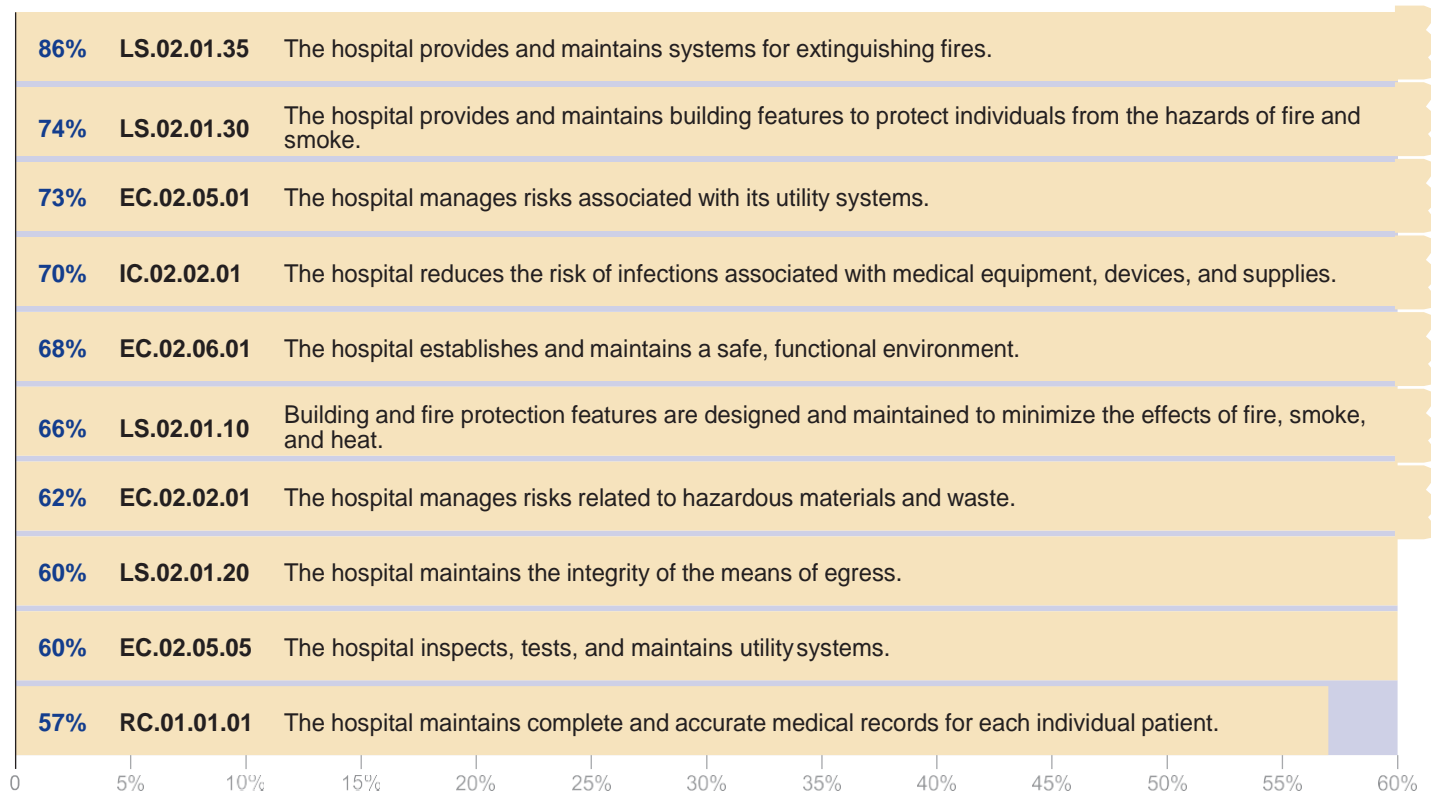 86% LS.02.01.35 The hospital provides and maintains systems for extinguishing fires.
74% LS.02.01.30 The hospital provides and maintains building features to protect individuals from the hazards of fire and
smoke.
73% EC.02.05.01 The hospital manages risks associated with its utility systems.
70% IC.02.02.01 The hospital reduces the risk of infections associated with medical equipment, devices, and supplies.
68% EC.02.06.01 The hospital establishes and maintains a safe, functional environment.
66% LS.02.01.10 Building and fire protection features are designed and maintained to minimize the effects of fire, smoke,
and heat.
62% EC.02.02.01 The hospital manages risks related to hazardous materials and waste.
60% LS.02.01.20 The hospital maintains the integrity of the means of egress.
60% EC.02.05.05 The hospital inspects, tests, and maintains utility systems.
57% RC.01.01.01 The hospital maintains complete and accurate medical records for each individual patient.
0 5% 10% 15% 20% 25% 30% 35% 40% 45% 50% 55% 60%